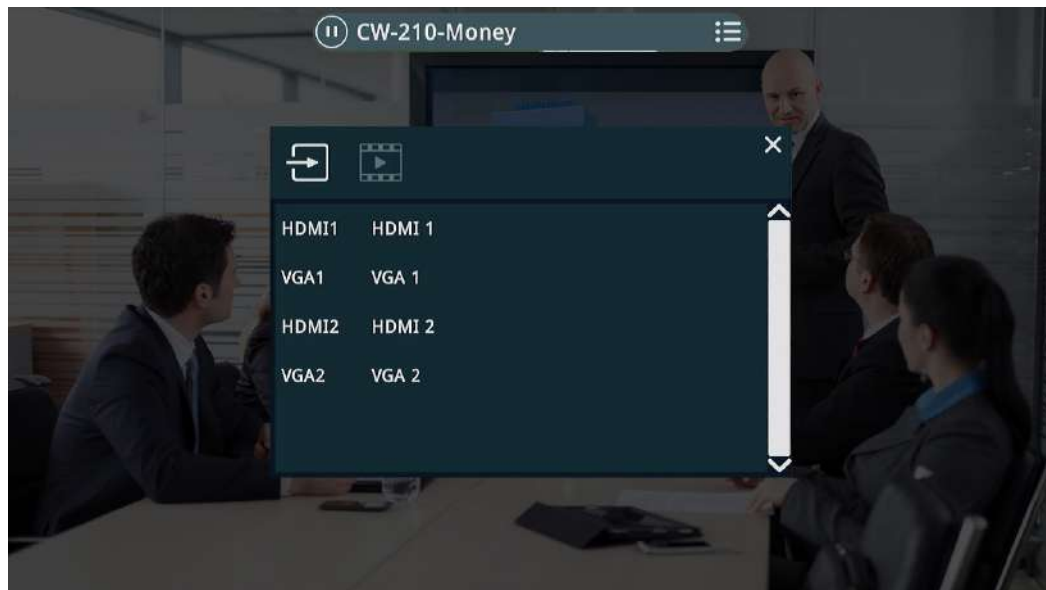 CW-210-Money
HDMI1 HDMI 1
VGA1 VGA 1
HDMI2 HDMI 2
VGA2 VGA 2